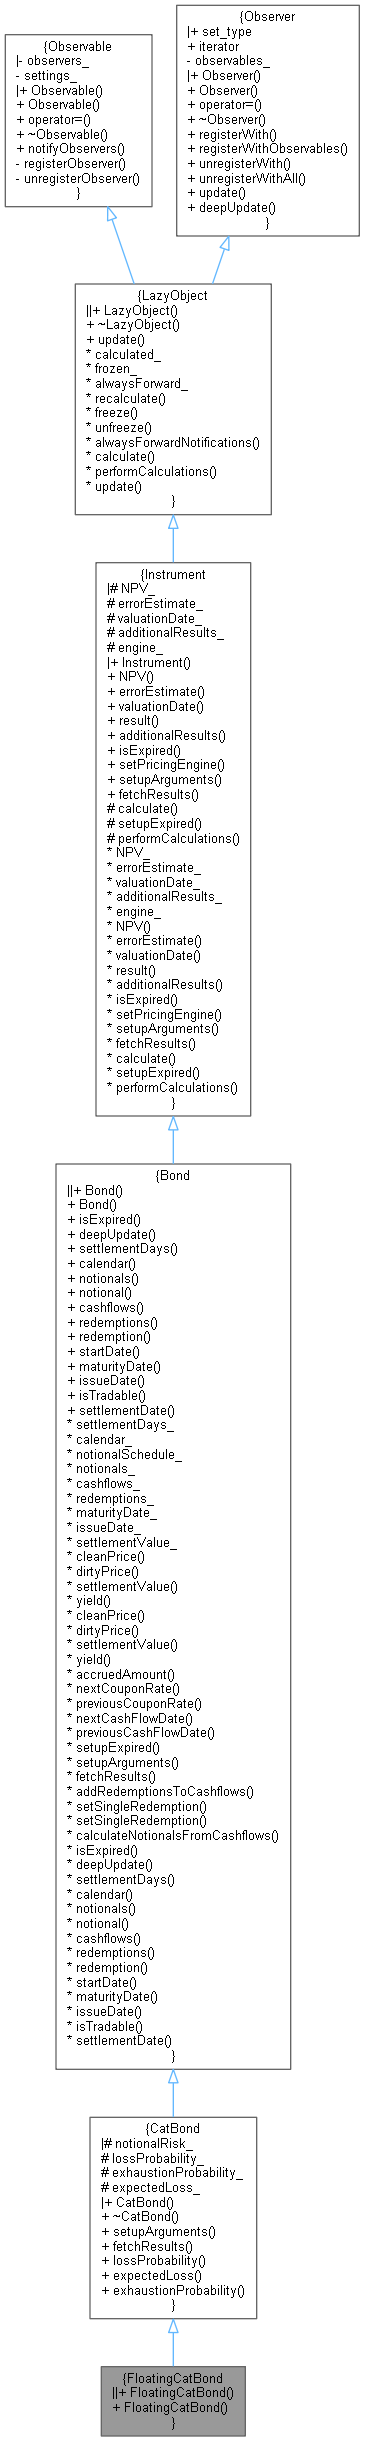 {Observable
|- observers_
- settings_
|+ Observable()
+ Observable()
+ operator=()
+ ~Observable()
+ notifyObservers()
- registerObserver()
- unregisterObserver()
}
{Observer
|+ set_type
+ iterator
- observables_
|+ Observer()
+ Observer()
+ operator=()
+ ~Observer()
+ registerWith()
+ registerWithObservables()
+ unregisterWith()
+ unregisterWithAll()
+ update()
+ deepUpdate()
}
{LazyObject
||+ LazyObject()
+ ~LazyObject()
+ update()
* calculated_
* frozen_
* alwaysForward_
* recalculate()
* freeze()
* unfreeze()
* alwaysForwardNotifications()
* calculate()
* performCalculations()
* update()
}
{Instrument
|# NPV_
# errorEstimate_
# valuationDate_
# additionalResults_
# engine_
|+ Instrument()
+ NPV()
+ errorEstimate()
+ valuationDate()
+ result()
+ additionalResults()
+ isExpired()
+ setPricingEngine()
+ setupArguments()
+ fetchResults()
# calculate()
# setupExpired()
# performCalculations()
* NPV_
* errorEstimate_
* valuationDate_
* additionalResults_
* engine_
* NPV()
* errorEstimate()
* valuationDate()
* result()
* additionalResults()
* isExpired()
* setPricingEngine()
* setupArguments()
* fetchResults()
* calculate()
* setupExpired()
* performCalculations()
}
{Bond
||+ Bond()
+ Bond()
+ isExpired()
+ deepUpdate()
+ settlementDays()
+ calendar()
+ notionals()
+ notional()
+ cashflows()
+ redemptions()
+ redemption()
+ startDate()
+ maturityDate()
+ issueDate()
+ isTradable()
+ settlementDate()
* settlementDays_
* calendar_
* notionalSchedule_
* notionals_
* cashflows_
* redemptions_
* maturityDate_
* issueDate_
* settlementValue_
* cleanPrice()
* dirtyPrice()
* settlementValue()
* yield()
* cleanPrice()
* dirtyPrice()
* settlementValue()
* yield()
* accruedAmount()
* nextCouponRate()
* previousCouponRate()
* nextCashFlowDate()
* previousCashFlowDate()
* setupExpired()
* setupArguments()
* fetchResults()
* addRedemptionsToCashflows()
* setSingleRedemption()
* setSingleRedemption()
* calculateNotionalsFromCashflows()
* isExpired()
* deepUpdate()
* settlementDays()
* calendar()
* notionals()
* notional()
* cashflows()
* redemptions()
* redemption()
* startDate()
* maturityDate()
* issueDate()
* isTradable()
* settlementDate()
}
{CatBond
|# notionalRisk_
# lossProbability_
# exhaustionProbability_
# expectedLoss_
|+ CatBond()
+ ~CatBond()
+ setupArguments()
+ fetchResults()
+ lossProbability()
+ expectedLoss()
+ exhaustionProbability()
}
{FloatingCatBond
||+ FloatingCatBond()
+ FloatingCatBond()
}